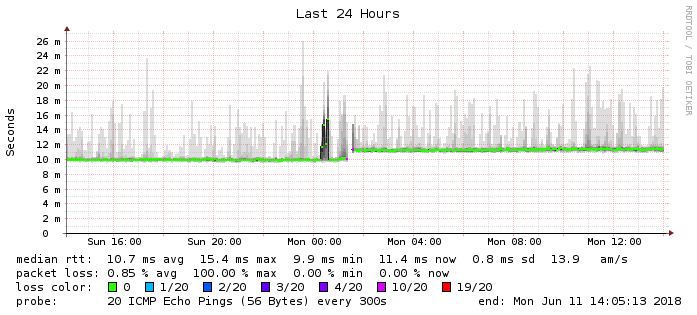 Last 24 Hours
RRDTOOL / TOBI OETIKER
Seconds
26 m
24 m
22 m
20 m
18 m
16 m
14 m
12 m
10 m
8 m
6 m
4 m
2 m
0
Sun 16:00 Sun 20:00 Mon 00:00 Mon 04:00 Mon 08:00 Mon 12:00
median rtt: 10.7 ms avg 15.4 ms max 9.9 ms min 11.4 ms now 0.8 ms sd 13.9 am/s
packet loss: 0.85 % avg 100.00 % max 0.00 % min 0.00 % now
loss color: 0 1/20 2/20 3/20 4/20 10/20 19/20
probe: 20 ICMP Echo Pings (56 Bytes) every 300s end: Mon Jun 11 14:05:13 2018